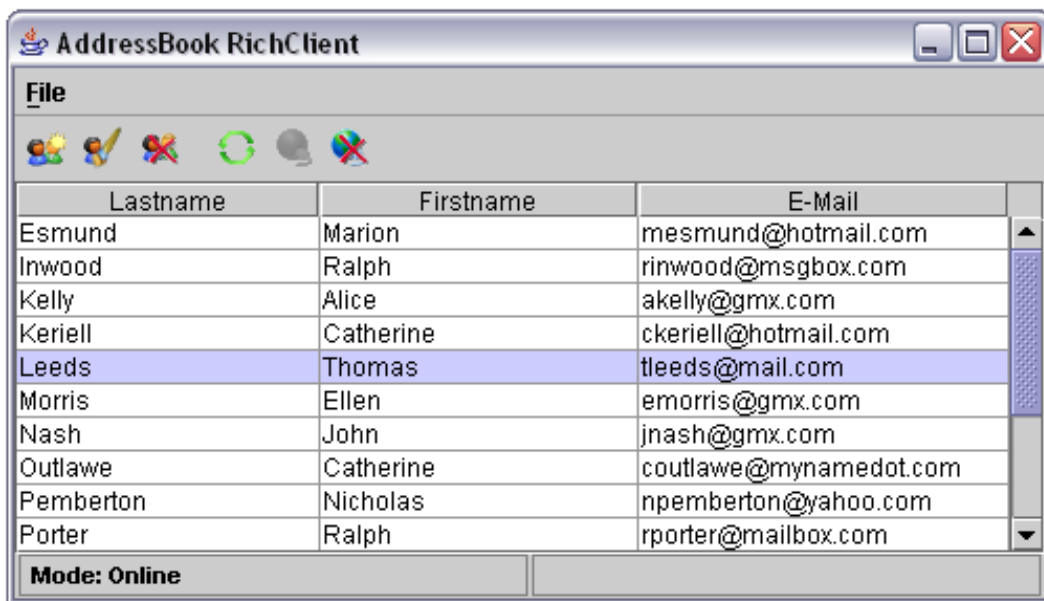 AddressBook RichClient
File
Lastname Firstname E-Mail
Esmund Marion mesmund@hotmail.com
Inwood Ralph rinwood@msgbox.com
Kelly Alice akelly@gmx.com
Keriell Catherine ckeriell@hotmail.com
Leeds Thomas tleeds@mail.com
Morris Ellen emorris@gmx.com
Nash John jnash@gmx.com
Outlawe Catherine coutlawe@mynamedot.com
Pemberton Nicholas npemberton@yahoo.com
Porter Ralph rporter@mailbox.com
Mode: Online